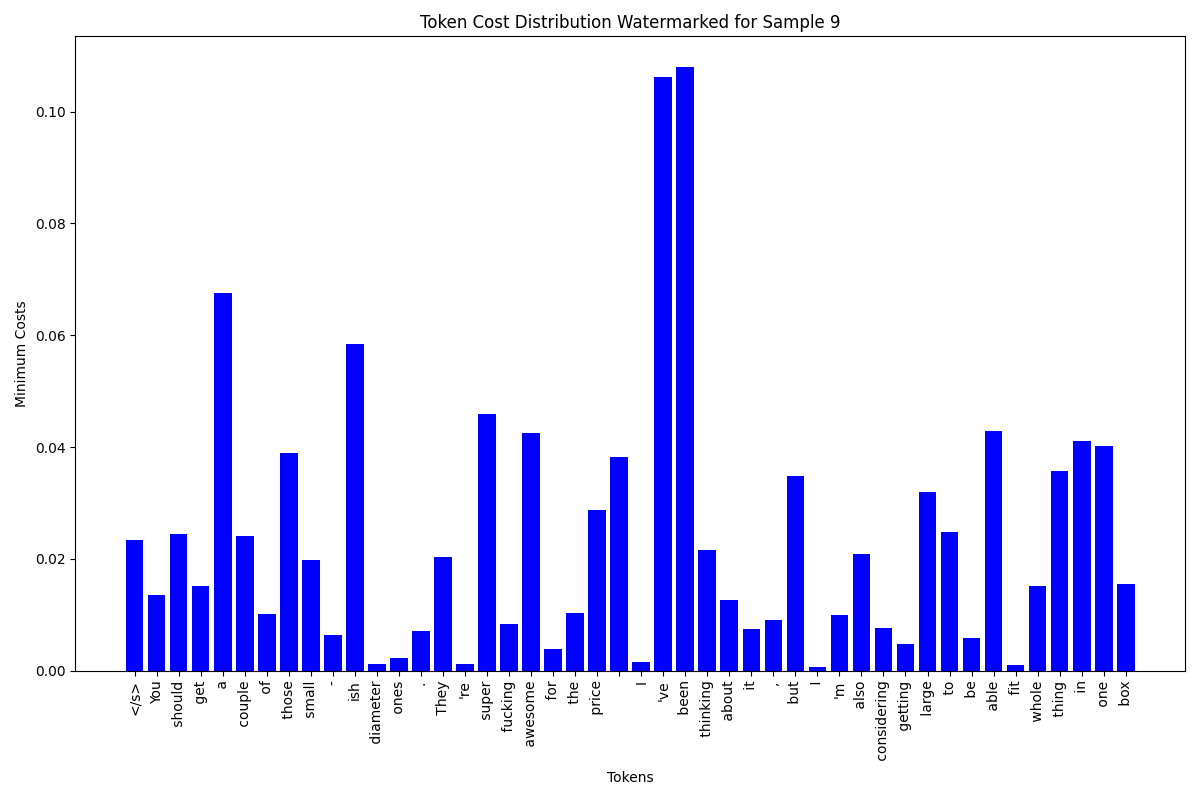 Token Cost Distribution Watermarked for Sample 9
Minimum Costs
0.10
0.08
0.06
0.04
0.02
0.00
</s>
You
should
get
a
couple
of
those
small
-
ish
diameter
ones
.
They
're
super
fucking
awesome
for
the
price
.
I
've
been
thinking
about
it
,
but
I
'm
also
considering
getting
large
to
be
able
fit
whole
thing
in
one
box
Tokens